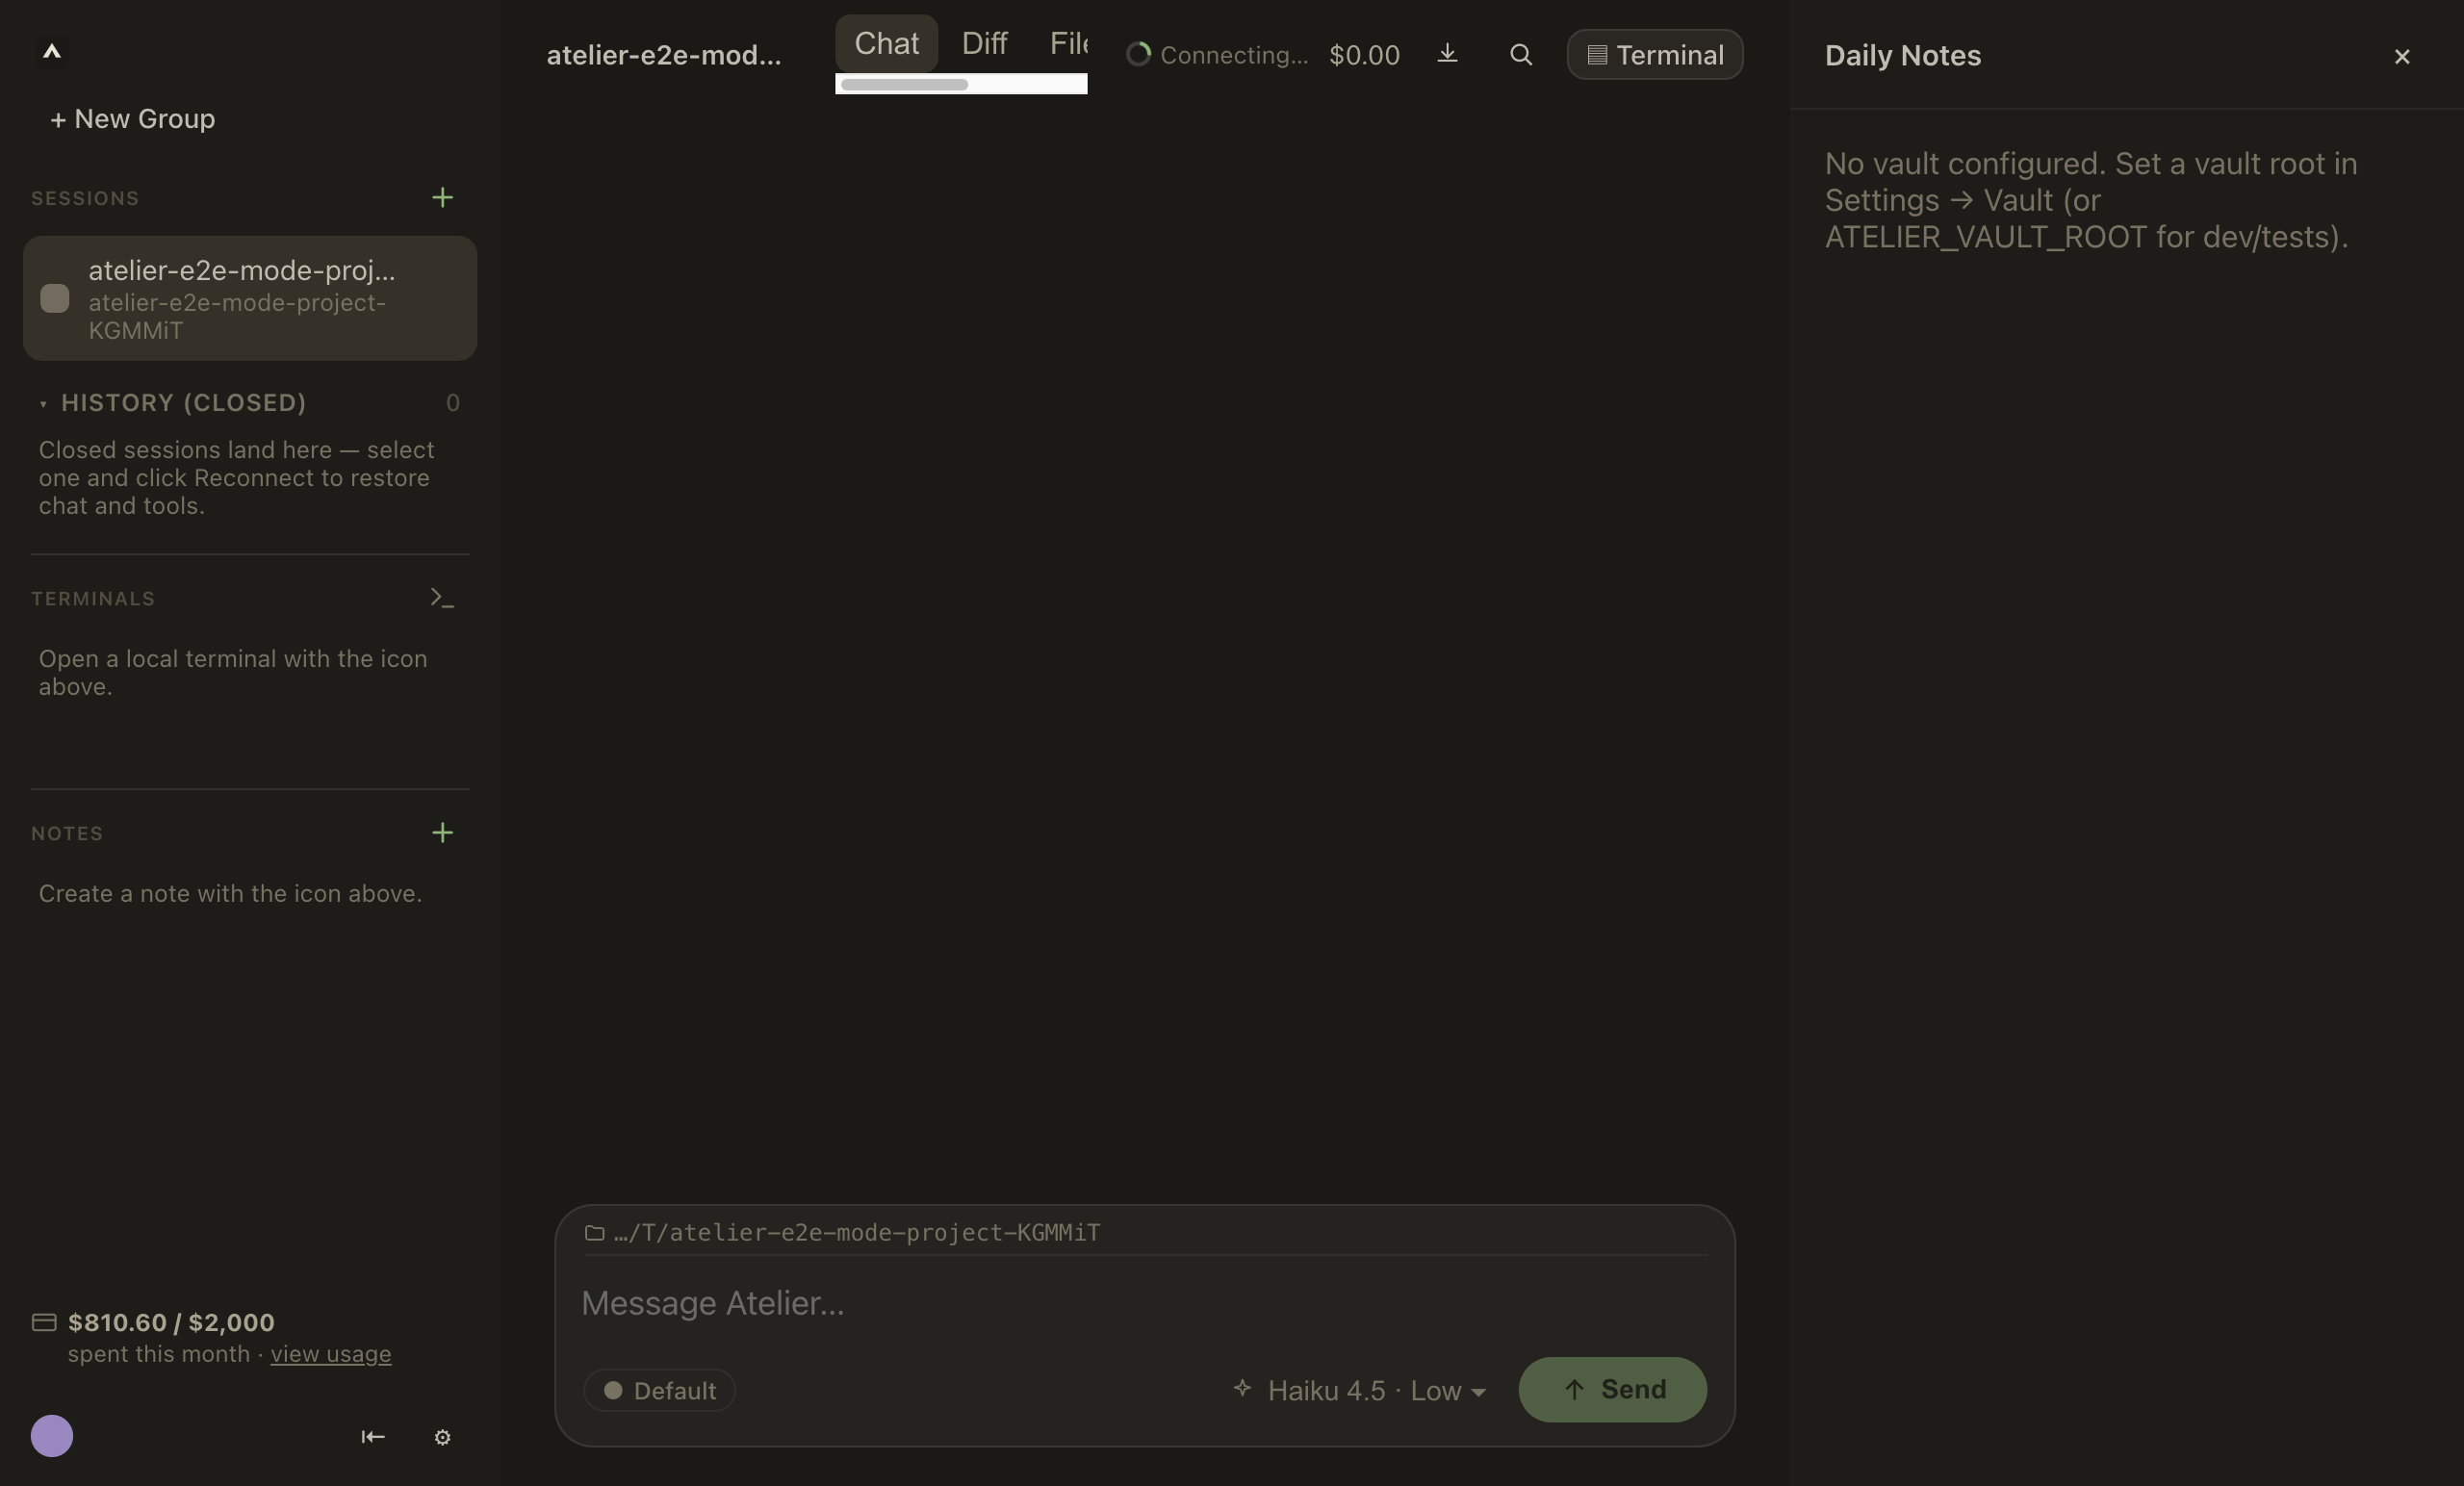 + New Group
SESSIONS
atelier-e2e-mode-proj...
atelier-e2e-mode-project-
KGMMiT
HISTORY (CLOSED) 0
Closed sessions land here — select
one and click Reconnect to restore
chat and tools.
TERMINALS
Open a local terminal with the icon
above.
NOTES
Create a note with the icon above.
$810.60 / $2,000
spent this month · view usage
atelier-e2e-mod... Chat Diff File Connecting... $0.00 Terminal
…/T/atelier-e2e-mode-project-KGMMiT
Message Atelier...
Default Haiku 4.5 · Low Send
Daily Notes
No vault configured. Set a vault root in
Settings → Vault (or
ATELIER_VAULT_ROOT for dev/tests).